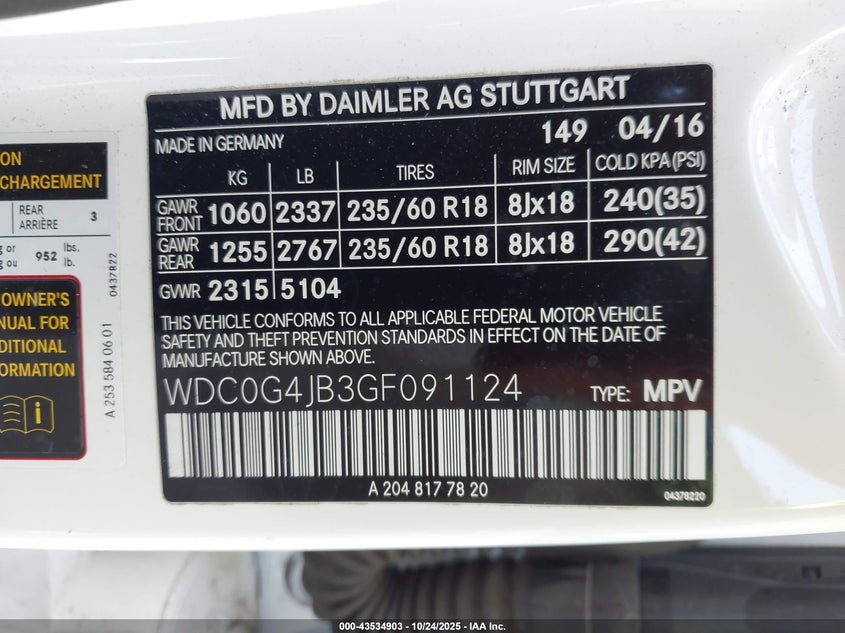 ON
CHARGEMENT
REAR
ARRIÈRE 3
g or
g ou 952 lbs.
lb.
0437822
OWNER'S
NUAL FOR
DITIONAL
FORMATION
A 253 584 06 01
MFD BY DAIMLER AG STUTTGART
MADE IN GERMANY 149 04/16
KG LB TIRES RIM SIZE COLD KPA(PSI)
GAWR FRONT 1060 2337 235/60 R18 8Jx18 240(35)
GAWR REAR 1255 2767 235/60 R18 8Jx18 290(42)
GVWR 2315 5104
THIS VEHICLE CONFORMS TO ALL APPLICABLE FEDERAL MOTOR VEHICLE
SAFETY AND THEFT PREVENTION STANDARDS IN EFFECT ON THE DATE OF
MANUFACTURE SHOWN ABOVE.
WDC0G4JB3GF091124 TYPE: MPV
A 204 817 78 20
04378220
000-43534903 - 10/24/2025 - IAA Inc.